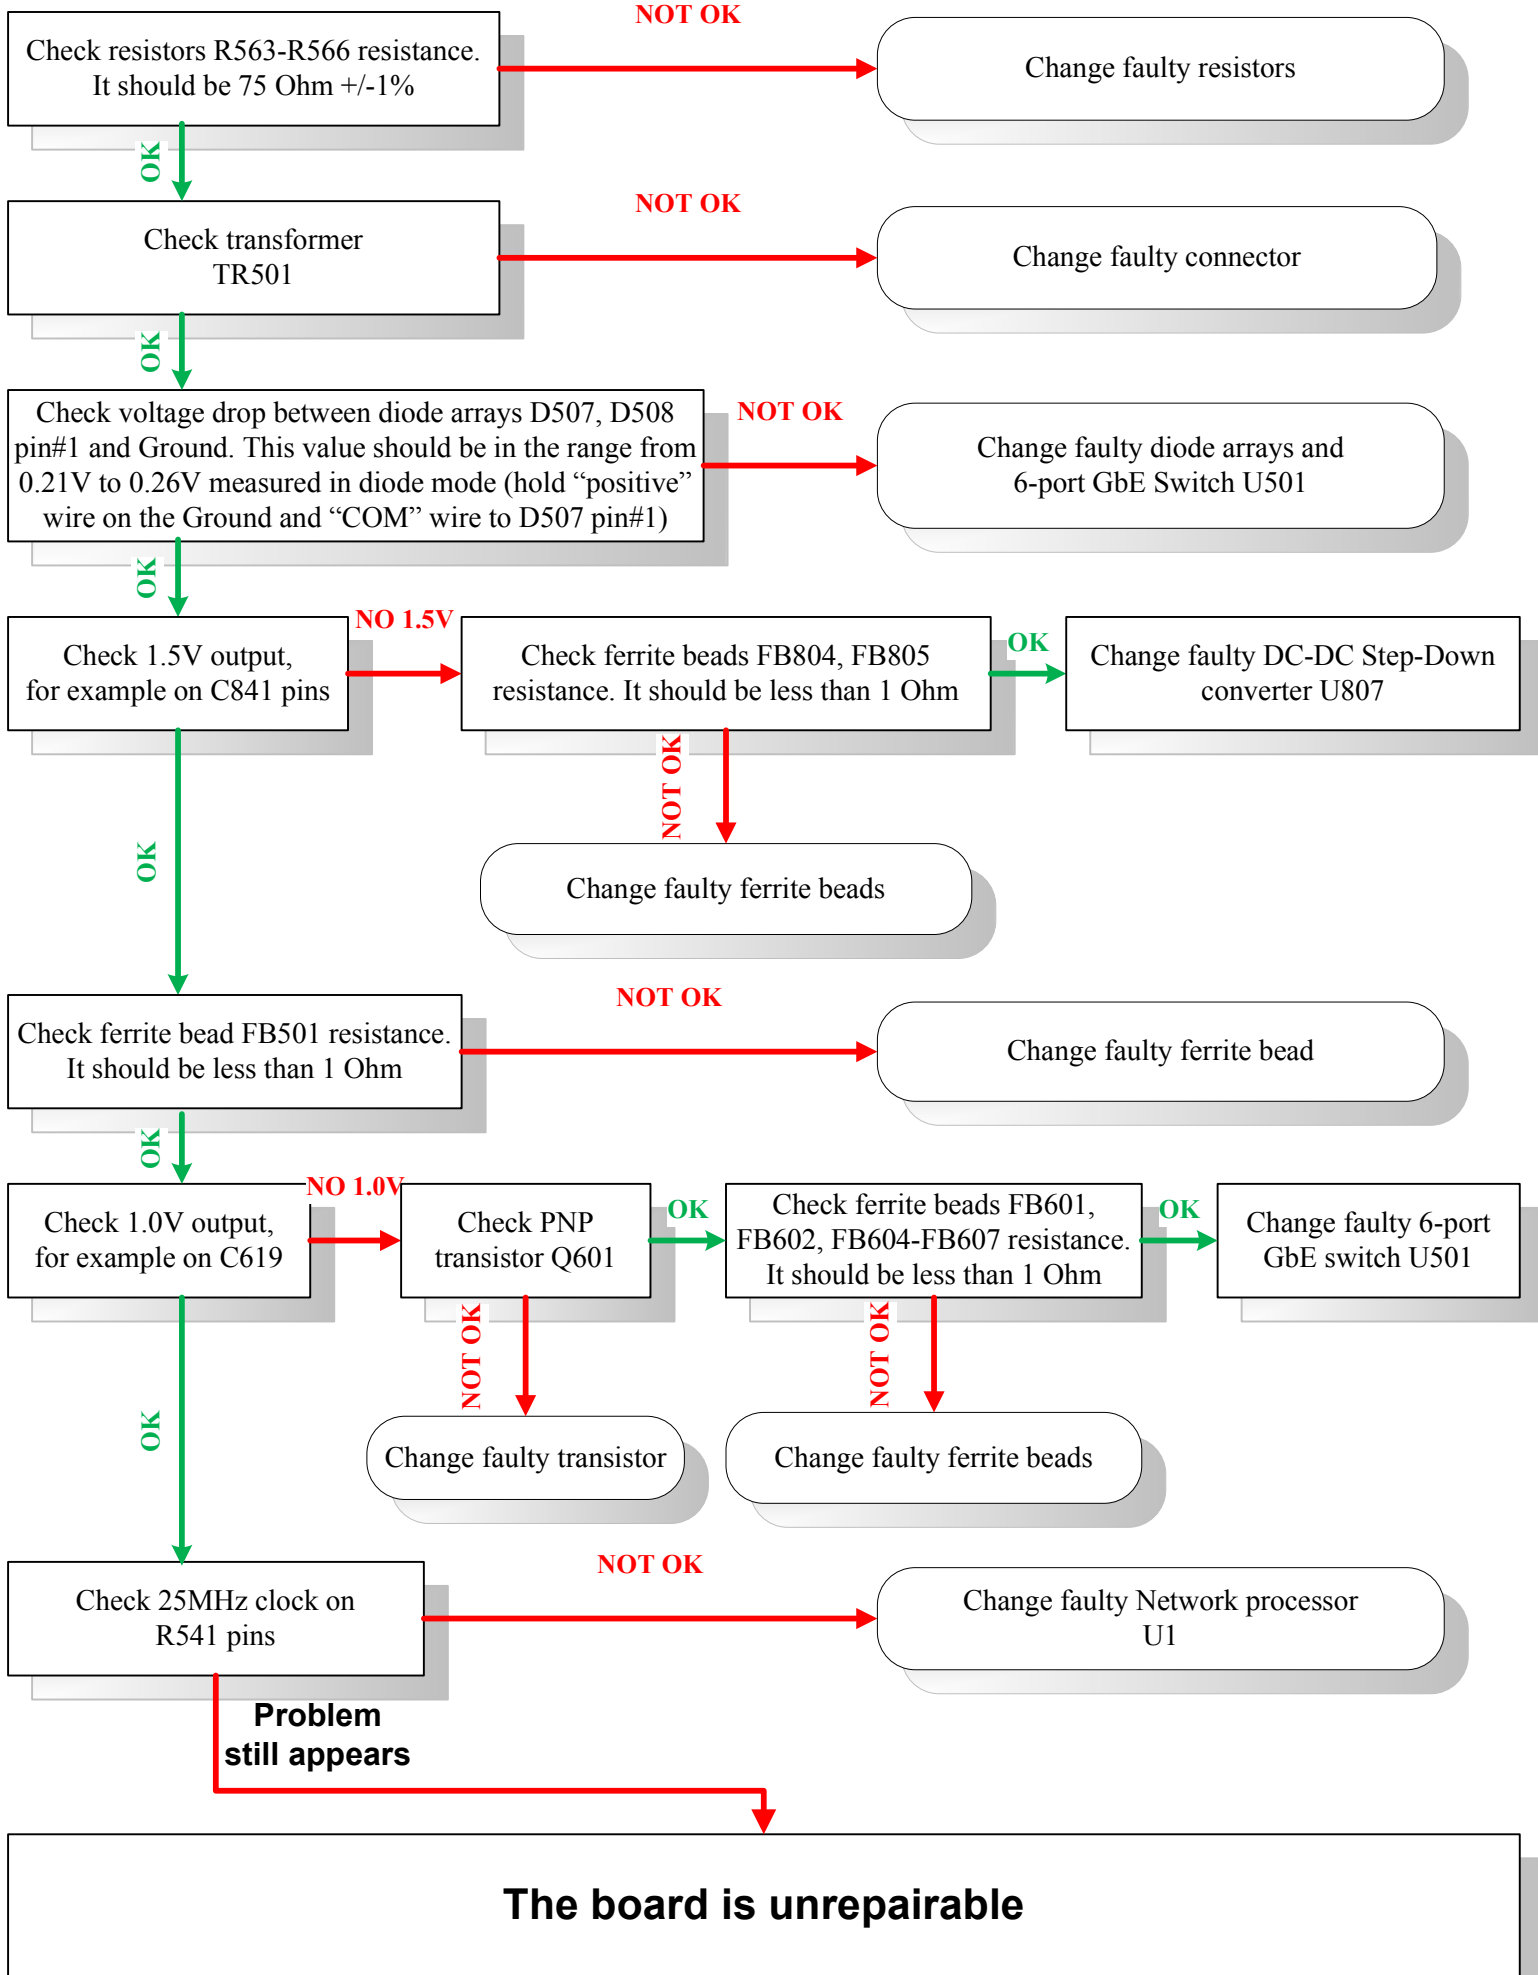 NOT OK
Check resistors R563-R566 resistance.
It should be 75 Ohm +/-1%
Change faulty resistors
OK
NOT OK
Check transformer
TR501
Change faulty connector
OK
Check voltage drop between diode arrays D507, D508
pin#1 and Ground. This value should be in the range from
0.21V to 0.26V measured in diode mode (hold “positive”
wire on the Ground and “COM” wire to D507 pin#1)
NOT OK
Change faulty diode arrays and
6-port GbE Switch U501
OK
Check 1.5V output,
for example on C841 pins
NO 1.5V
Check ferrite beads FB804, FB805
resistance. It should be less than 1 Ohm
OK
Change faulty DC-DC Step-Down
converter U807
NOT OK
Change faulty ferrite beads
OK
Check ferrite bead FB501 resistance.
It should be less than 1 Ohm
NOT OK
Change faulty ferrite bead
OK
Check 1.0V output,
for example on C619
NO 1.0V
Check PNP
transistor Q601
OK
Check ferrite beads FB601,
FB602, FB604-FB607 resistance.
It should be less than 1 Ohm
OK
Change faulty 6-port
GbE switch U501
NOT OK
NOT OK
Change faulty transistor
Change faulty ferrite beads
OK
Check 25MHz clock on
R541 pins
NOT OK
Change faulty Network processor
U1
Problem
still appears
The board is unrepairable